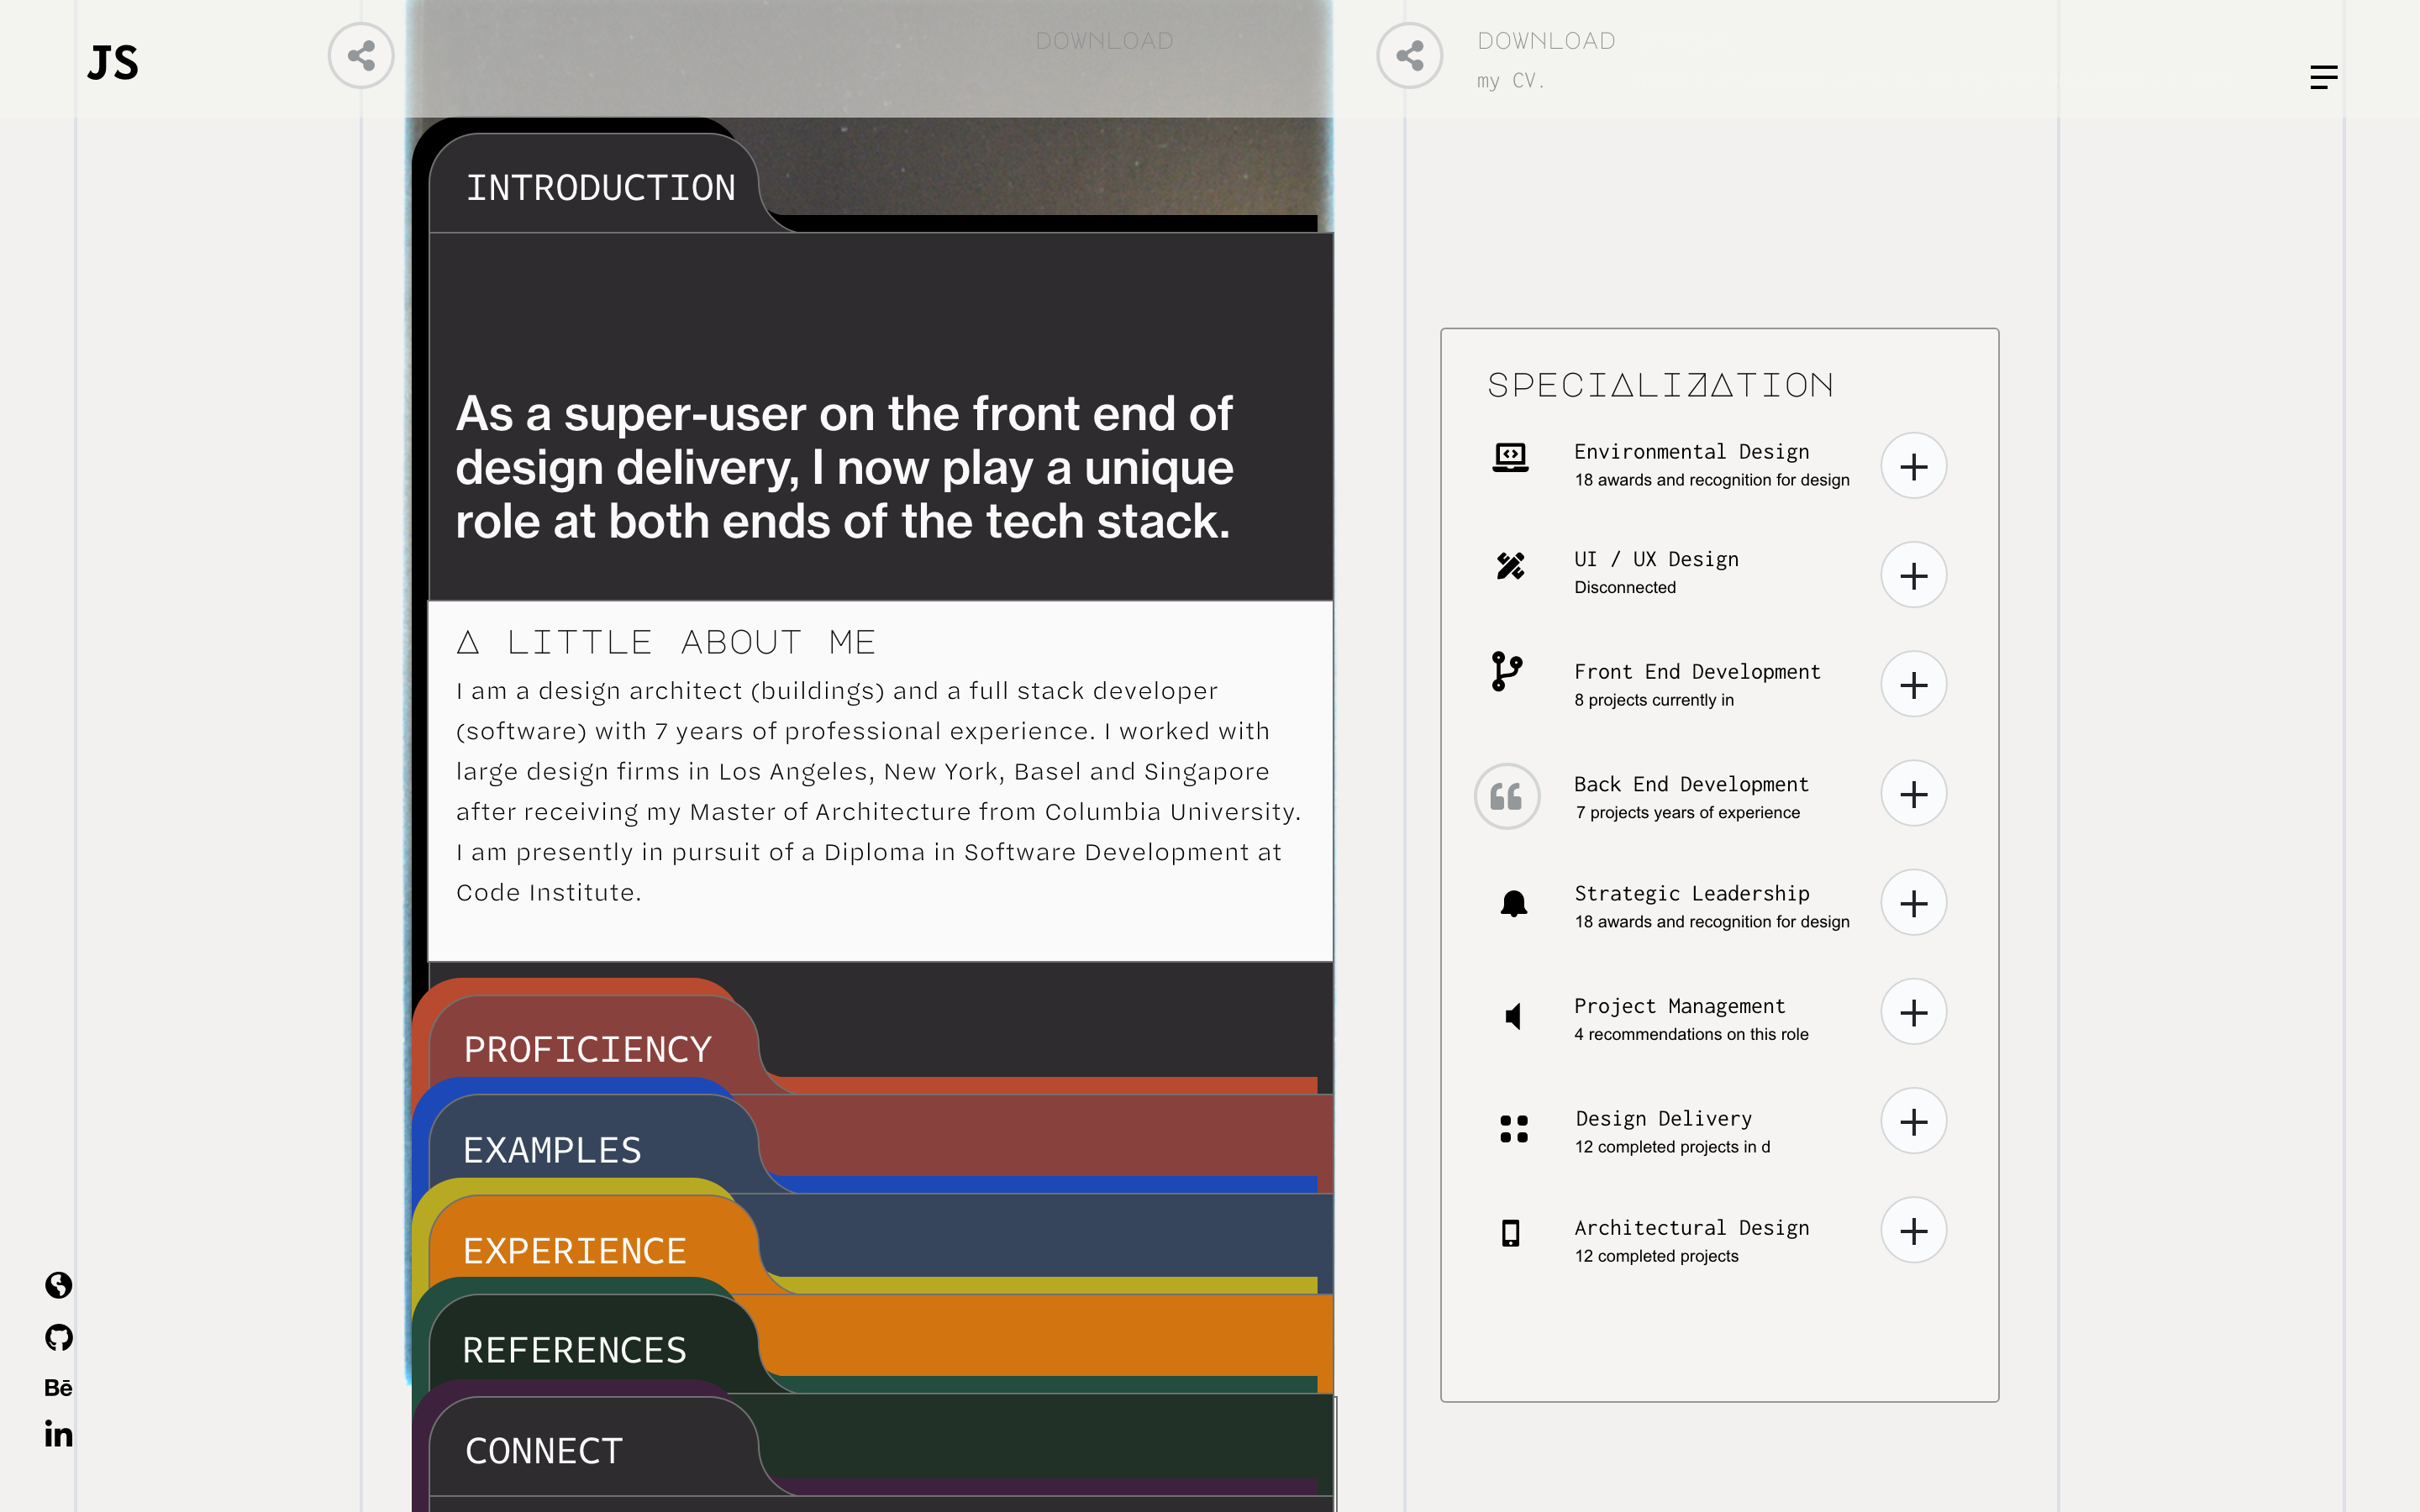 JS
DOWNLOAD
DOWNLOAD
my CV.
INTRODUCTION
As a super-user on the front end of
design delivery, I now play a unique
role at both ends of the tech stack.
A LITTLE ABOUT ME
I am a design architect (buildings) and a full stack developer
(software) with 7 years of professional experience. I worked with
large design firms in Los Angeles, New York, Basel and Singapore
after receiving my Master of Architecture from Columbia University.
I am presently in pursuit of a Diploma in Software Development at
Code Institute.
PROFICIENCY
EXAMPLES
EXPERIENCE
REFERENCES
CONNECT
Bē
in
SPECIALIZATION
Environmental Design
18 awards and recognition for design
UI / UX Design
Disconnected
Front End Development
8 projects currently in
Back End Development
7 projects years of experience
Strategic Leadership
18 awards and recognition for design
Project Management
4 recommendations on this role
Design Delivery
12 completed projects in d
Architectural Design
12 completed projects